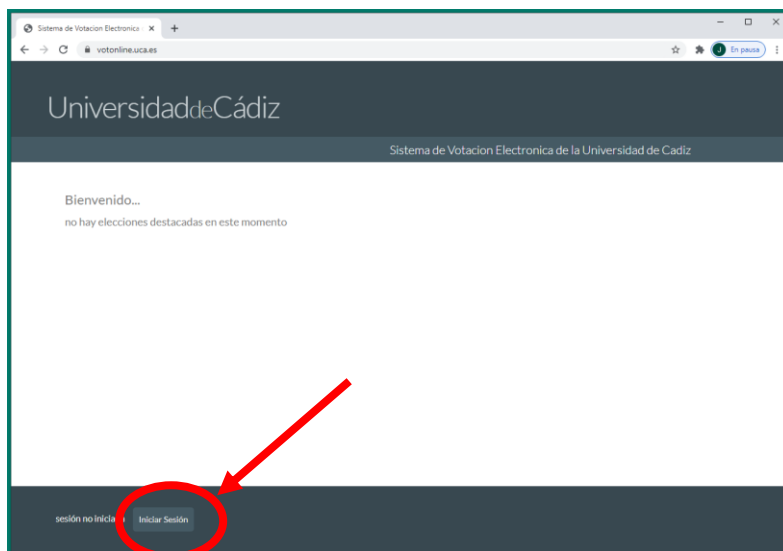 Sistema de Votacion Electronica
votonline.uca.es
J En pausa
UniversidaddeCádiz
Sistema de Votacion Electronica de la Universidad de Cadiz
Bienvenido...
no hay elecciones destacadas en este momento
sesión no Iniciar Sesión